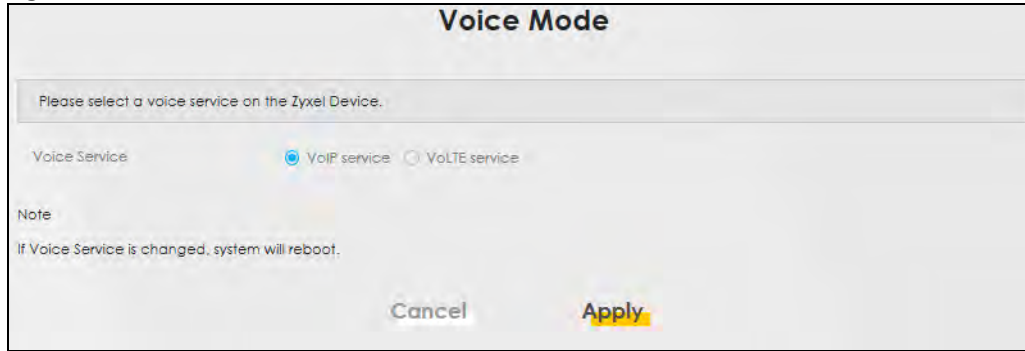 Voice Mode
Please select a voice service on the Zyxel Device.
Voice Service VoIP service VoLTE service
Note
If Voice Service is changed, system will reboot.
Cancel Apply